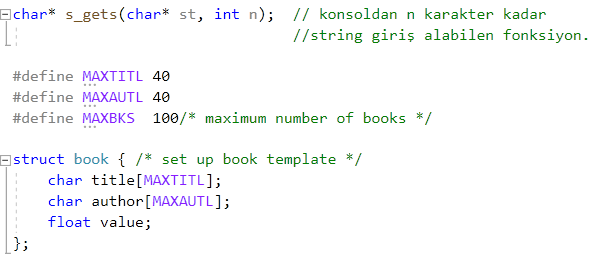 char* s_gets(char* st, int n);  // konsoldan n karakter kadar
                                //string giriş alabilen fonksiyon.
#define MAXTITL 40
#define MAXAUTL 40
#define MAXBKS  100/* maximum number of books */
struct book { /* set up book template */
    char title[MAXTITL];
    char author[MAXAUTL];
    float value;
};